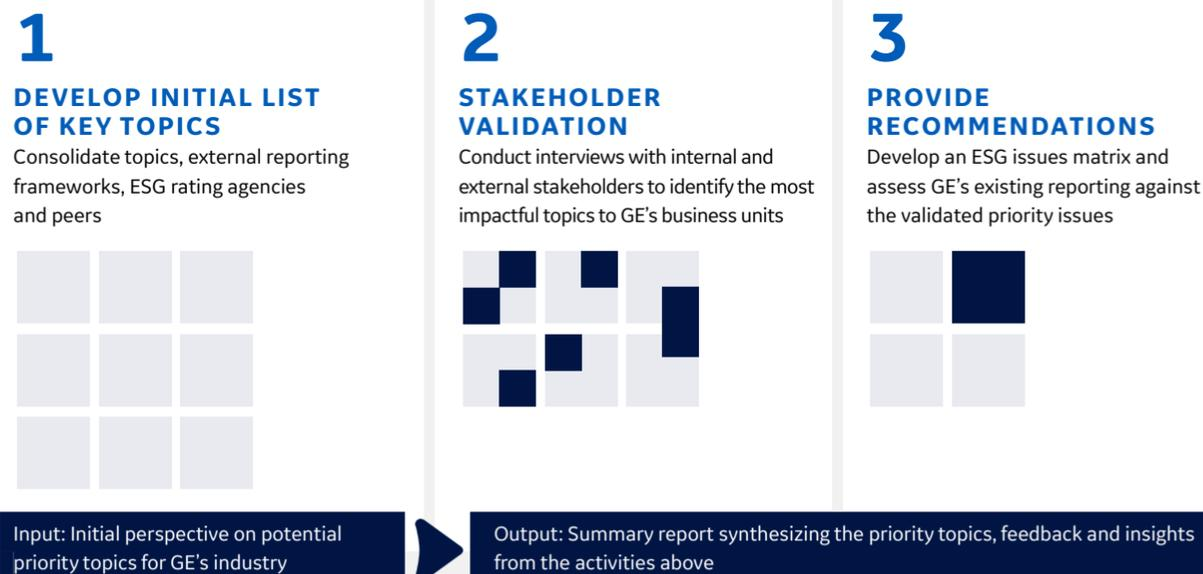 1
DEVELOP INITIAL LIST
OF KEY TOPICS
Consolidate topics, external reporting
frameworks, ESG rating agencies
and peers
2
STAKEHOLDER
VALIDATION
Conduct interviews with internal and
external stakeholders to identify the most
impactful topics to GE’s business units
3
PROVIDE
RECOMMENDATIONS
Develop an ESG issues matrix and
assess GE’s existing reporting against
the validated priority issues
Input: Initial perspective on potential
priority topics for GE’s industry
Output: Summary report synthesizing the priority topics, feedback and insights
from the activities above